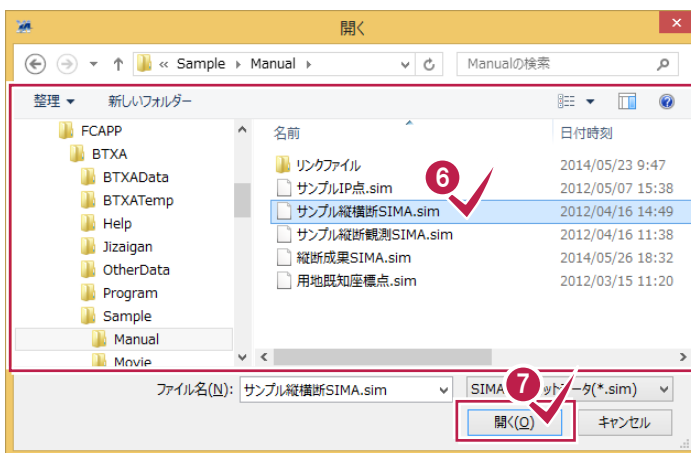 開く
« Sample ▸ Manual ▸ Manualの検索
整理 ▼ 新しいフォルダー
FCAPP
BTXA
BTXAData
BTXATemp
Help
Jizaigan
OtherData
Program
Sample
Manual
Movie
名前 日付時刻
リンクファイル 2014/05/23 9:47
サンプルIP点.sim 2012/05/07 15:38
サンプル縦横断SIMA.sim 2012/04/16 14:49
サンプル縦断観測SIMA.sim 2012/04/16 11:38
縦断成果SIMA.sim 2014/05/26 18:32
用地既知座標点.sim 2012/03/15 11:20
6
ファイル名(N): サンプル縦横断SIMA.sim SIMA ータ(*.sim)
7
開く(O) キャンセル